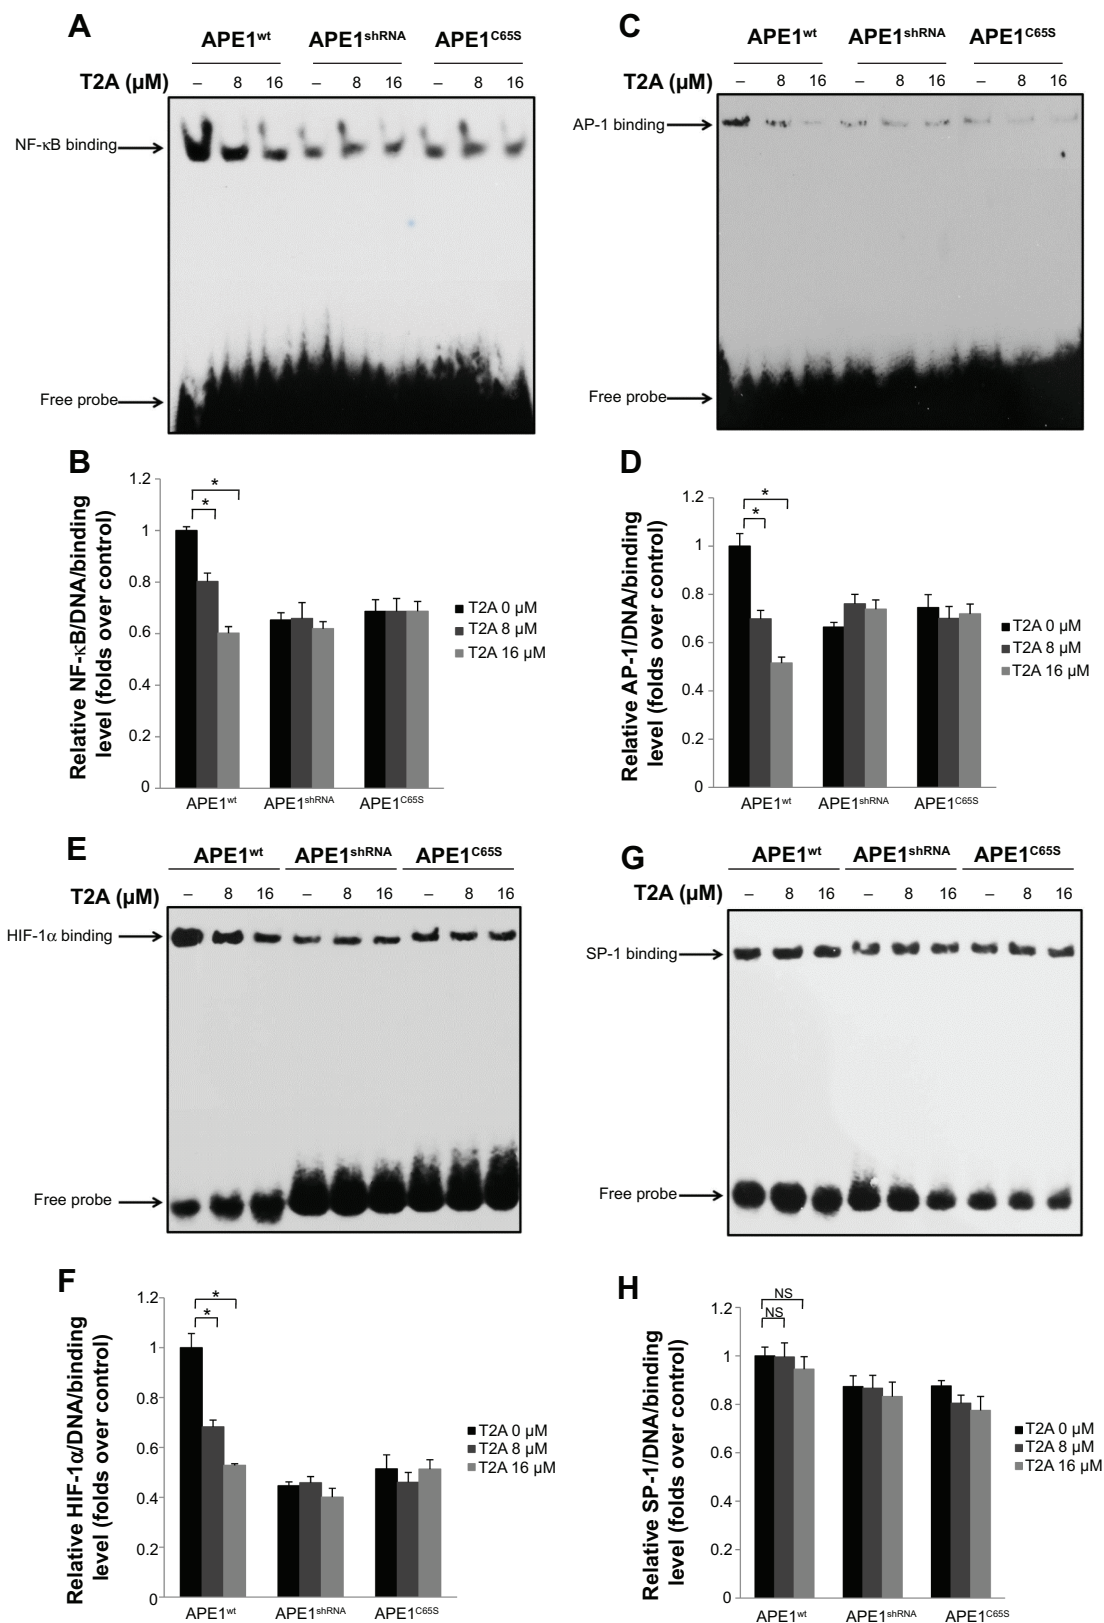 A
APE1wt APE1shRNA APE1C65S
T2A (µM) – 8 16 – 8 16 – 8 16
NF-κB binding
Free probe
C
APE1wt APE1shRNA APE1C65S
T2A (µM) – 8 16 – 8 16 – 8 16
AP-1 binding
Free probe
B
Relative NF-κB/DNA/binding
level (folds over control)
1.2
1
0.8
0.6
0.4
0.2
0
* *
APE1wt APE1shRNA APE1C65S
T2A 0 µM
T2A 8 µM
T2A 16 µM
D
Relative AP-1/DNA/binding
level (folds over control)
1.2
1
0.8
0.6
0.4
0.2
0
* *
APE1wt APE1shRNA APE1C65S
T2A 0 µM
T2A 8 µM
T2A 16 µM
E
APE1wt APE1shRNA APE1C65S
T2A (µM) – 8 16 – 8 16 – 8 16
HIF-1α binding
Free probe
G
APE1wt APE1shRNA APE1C65S
T2A (µM) – 8 16 – 8 16 – 8 16
SP-1 binding
Free probe
F
Relative HIF-1α/DNA/binding
level (folds over control)
1.2
1
0.8
0.6
0.4
0.2
0
* *
APE1wt APE1shRNA APE1C65S
T2A 0 µM
T2A 8 µM
T2A 16 µM
H
Relative SP-1/DNA/binding
level (folds over control)
1.2
1
0.8
0.6
0.4
0.2
0
NS
NS
APE1wt APE1shRNA APE1C65S
T2A 0 µM
T2A 8 µM
T2A 16 µM